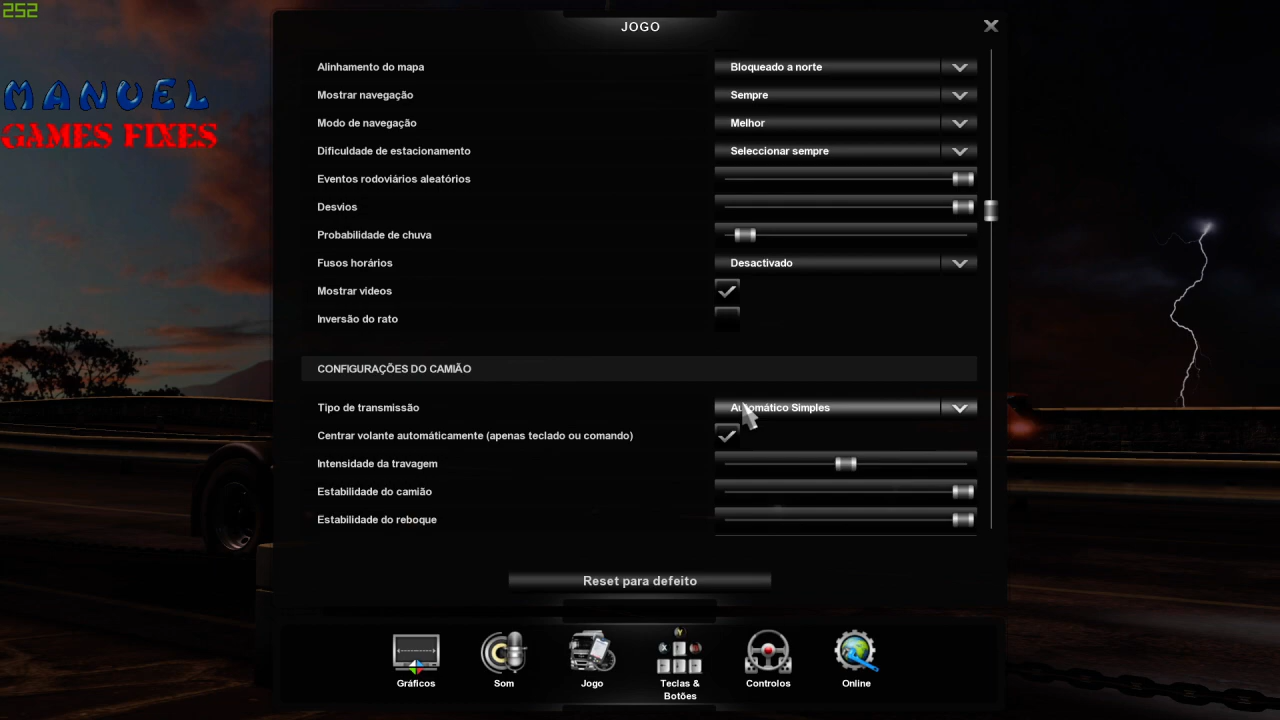 252
JOGO
MANUEL
GAMES FIXES
Alinhamento do mapa Bloqueado a norte
Mostrar navegação Sempre
Modo de navegação Melhor
Dificuldade de estacionamento Seleccionar sempre
Eventos rodoviários aleatórios
Desvios
Probabilidade de chuva
Fusos horários Desactivado
Mostrar videos
Inversão do rato
CONFIGURAÇÕES DO CAMIÃO
Tipo de transmissão Automático Simples
Centrar volante automáticamente (apenas teclado ou comando)
Intensidade da travagem
Estabilidade do camião
Estabilidade do reboque
Reset para defeito
Gráficos Som Jogo Teclas & Botões Controlos Online